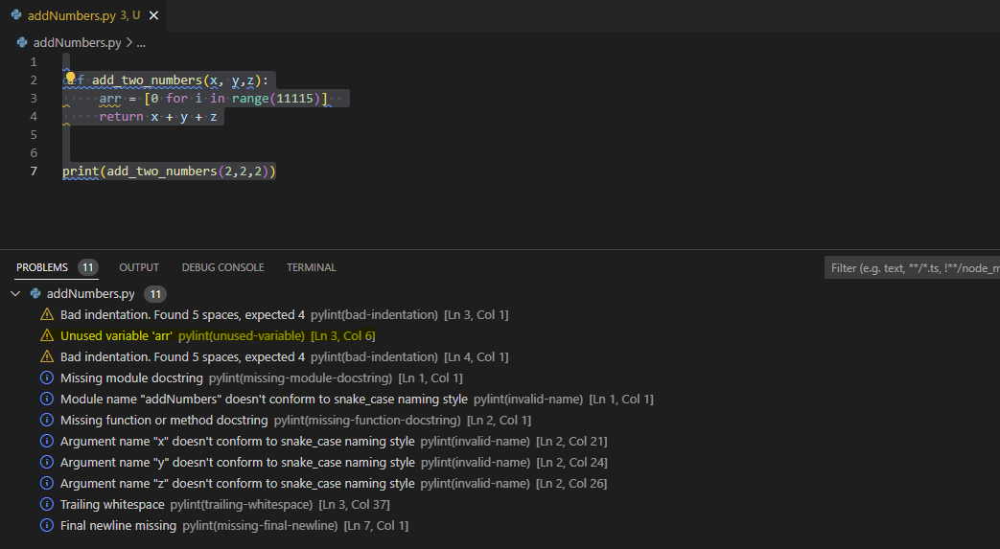 addNumbers.py 3, U
addNumbers.py > ...
1
2 def add_two_numbers(x, y,z):
3 arr = [0 for i in range(11115)]
4 return x + y + z
5
6
7 print(add_two_numbers(2,2,2))
PROBLEMS 11 OUTPUT DEBUG CONSOLE TERMINAL Filter (e.g. text, **/*.ts, !**/node_m
addNumbers.py 11
Bad indentation. Found 5 spaces, expected 4 pylint(bad-indentation) [Ln 3, Col 1]
Unused variable 'arr' pylint(unused-variable) [Ln 3, Col 6]
Bad indentation. Found 5 spaces, expected 4 pylint(bad-indentation) [Ln 4, Col 1]
Missing module docstring pylint(missing-module-docstring) [Ln 1, Col 1]
Module name "addNumbers" doesn't conform to snake_case naming style pylint(invalid-name) [Ln 1, Col 1]
Missing function or method docstring pylint(missing-function-docstring) [Ln 2, Col 1]
Argument name "x" doesn't conform to snake_case naming style pylint(invalid-name) [Ln 2, Col 21]
Argument name "y" doesn't conform to snake_case naming style pylint(invalid-name) [Ln 2, Col 24]
Argument name "z" doesn't conform to snake_case naming style pylint(invalid-name) [Ln 2, Col 26]
Trailing whitespace pylint(trailing-whitespace) [Ln 3, Col 37]
Final newline missing pylint(missing-final-newline) [Ln 7, Col 1]